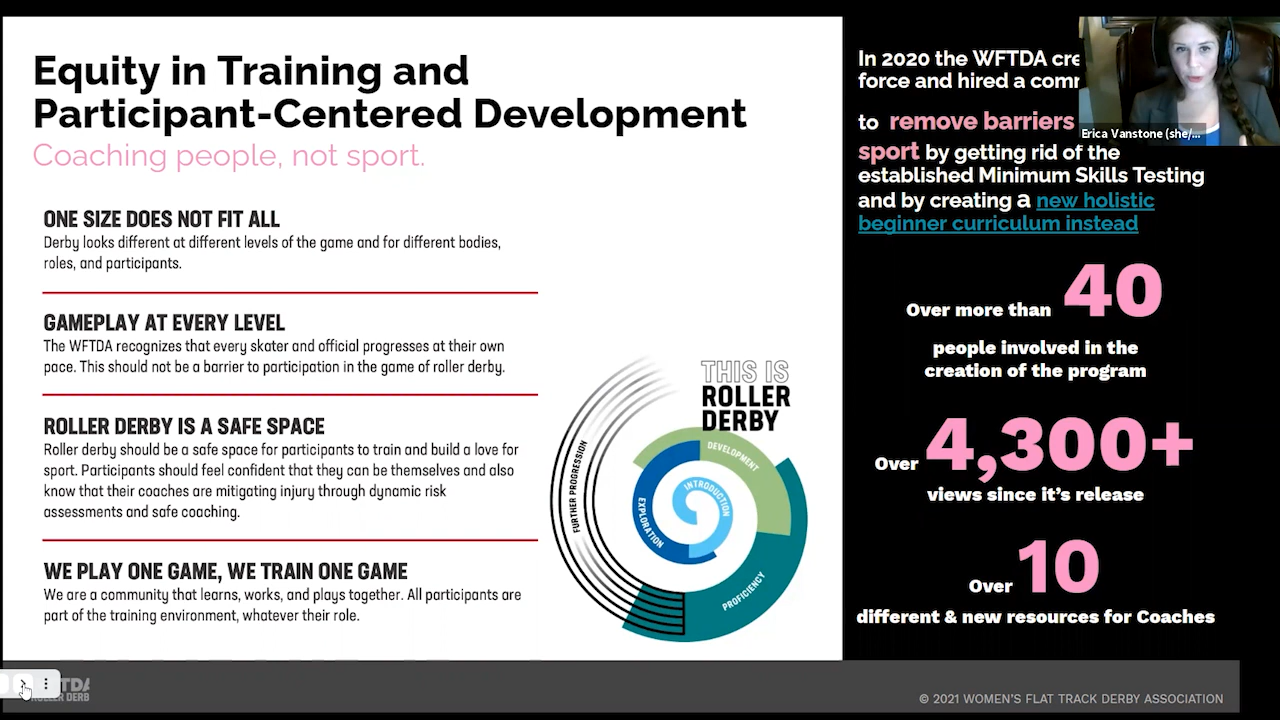 Equity in Training and
Participant-Centered Development
Coaching people, not sport.
ONE SIZE DOES NOT FIT ALL
Derby looks different at different levels of the game and for different bodies,
roles, and participants.
GAMEPLAY AT EVERY LEVEL
The WFTDA recognizes that every skater and official progresses at their own
pace. This should not be a barrier to participation in the game of roller derby.
ROLLER DERBY IS A SAFE SPACE
Roller derby should be a safe space for participants to train and build a love for
sport. Participants should feel confident that they can be themselves and also
know that their coaches are mitigating injury through dynamic risk
assessments and safe coaching.
WE PLAY ONE GAME, WE TRAIN ONE GAME
We are a community that learns, works, and plays together. All participants are
part of the training environment, whatever their role.
THIS IS
ROLLER
DERBY
INTRODUCTION
EXPLORATION
DEVELOPMENT
PROFICIENCY
FURTHER PROGRESSION
In 2020 the WFTDA cre
force and hired a com
to remove barriers
sport by getting rid of the
established Minimum Skills Testing
and by creating a new holistic
beginner curriculum instead
Erica Vanstone (she/...
Over more than 40
people involved in the
creation of the program
Over 4,300+
views since it's release
Over 10
different & new resources for Coaches
© 2021 WOMEN'S FLAT TRACK DERBY ASSOCIATION